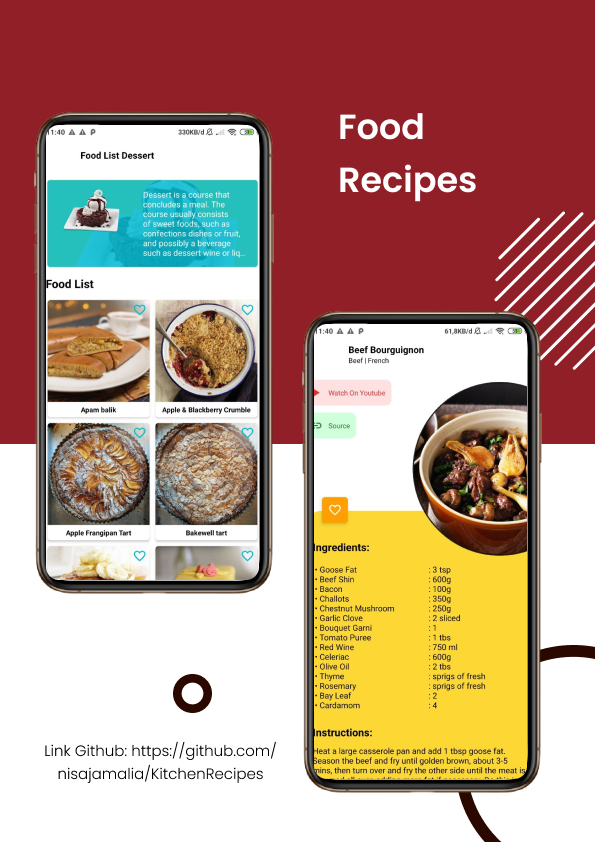 Food
Recipes
11:40
330KB/d
Food List Dessert
Dessert is a course that
concludes a meal. The
course usually consists
of sweet foods, such as
confections dishes or fruit,
and possibly a beverage
such as dessert wine or liq...
Food List
Apam balik
Apple & Blackberry Crumble
Apple Frangipan Tart
Bakewell tart
11:40
61,8KB/d
Beef Bourguignon
Beef | French
Watch On Youtube
Source
Ingredients:
• Goose Fat : 3 tsp
• Beef Shin : 600g
• Bacon : 100g
• Challots : 350g
• Chestnut Mushroom : 250g
• Garlic Clove : 2 sliced
• Bouquet Garni : 1
• Tomato Puree : 1 tbs
• Red Wine : 750 ml
• Celeriac : 600g
• Olive Oil : 2 tbs
• Thyme : sprigs of fresh
• Rosemary : sprigs of fresh
• Bay Leaf : 2
• Cardamom : 4
Instructions:
Heat a large casserole pan and add 1 tbsp goose fat.
Season the beef and fry until golden brown, about 3-5
mins, then turn over and fry the other side until the meat is
Link Github: https://github.com/
nisajamalia/KitchenRecipes